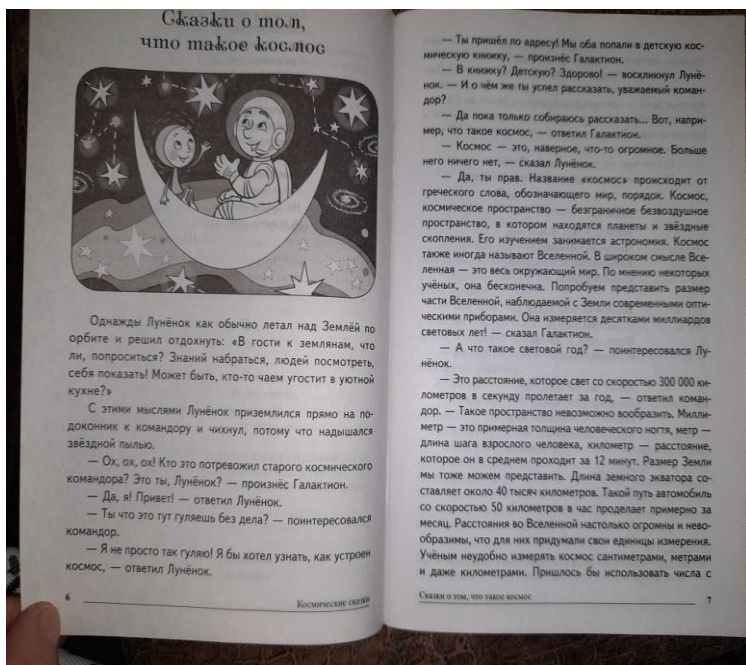 Сказки о том,
что такое космос
Однажды Лунёнок как обычно летал над Землёй по
орбите и решил отдохнуть: «В гости к землянам, что
ли, попроситься? Знаний набраться, людей посмотреть,
себя показать! Может быть, кто-то чаем угостит в уютной
кухне?»
С этими мыслями Лунёнок приземлился прямо на по-
доконник к командору и чихнул, потому что надышался
звёздной пылью.
— Ох, ох, ох! Кто это потревожил старого космического
командора? Это ты, Лунёнок? — произнёс Галактион.
— Да, я! Привет! — ответил Лунёнок.
— Ты что это тут гуляешь без дела? — поинтересовался
командор.
— Я не просто так гуляю! Я бы хотел узнать, как устроен
космос, — ответил Лунёнок.
6
Космические сказки
— Ты пришёл по адресу! Мы оба попали в детскую кос-
мическую книжку, — произнёс Галактион.
— В книжку? Детскую? Здорово! — воскликнул Лунё-
нок. — И о чём же ты успел рассказать, уважаемый коман-
дор?
— Да пока только собираюсь рассказать... Вот, напри-
мер, что такое космос, — ответил Галактион.
— Космос — это, наверное, что-то огромное. Больше
него ничего нет, — сказал Лунёнок.
— Да, ты прав. Название «космос» происходит от
греческого слова, обозначающего мир, порядок. Космос,
космическое пространство — безграничное безвоздушное
пространство, в котором находятся планеты и звёздные
скопления. Его изучением занимается астрономия. Космос
также иногда называют Вселенной. В широком смысле Все-
ленная — это весь окружающий мир. По мнению некоторых
учёных, она бесконечна. Попробуем представить размер
части Вселенной, наблюдаемой с Земли современными опти-
ческими приборами. Она измеряется десятками миллиардов
световых лет! — сказал Галактион.
— А что такое световой год? — поинтересовался Лу-
нёнок.
— Это расстояние, которое свет со скоростью 300 000 ки-
лометров в секунду пролетает за год, — ответил коман-
дор. — Такое пространство невозможно вообразить. Милли-
метр — это примерная толщина человеческого ногтя, метр —
длина шага взрослого человека, километр — расстояние,
которое он в среднем проходит за 12 минут. Размер Земли
мы тоже можем представить. Длина земного экватора со-
ставляет около 40 тысяч километров. Такой путь автомобиль
со скоростью 50 километров в час проделает примерно за
месяц. Расстояния во Вселенной настолько огромны и нево-
образимы, что для них придумали свои единицы измерения.
Учёным неудобно измерять космос сантиметрами, метрами
и даже километрами. Пришлось бы использовать числа с
Сказки о том, что такое космос
7